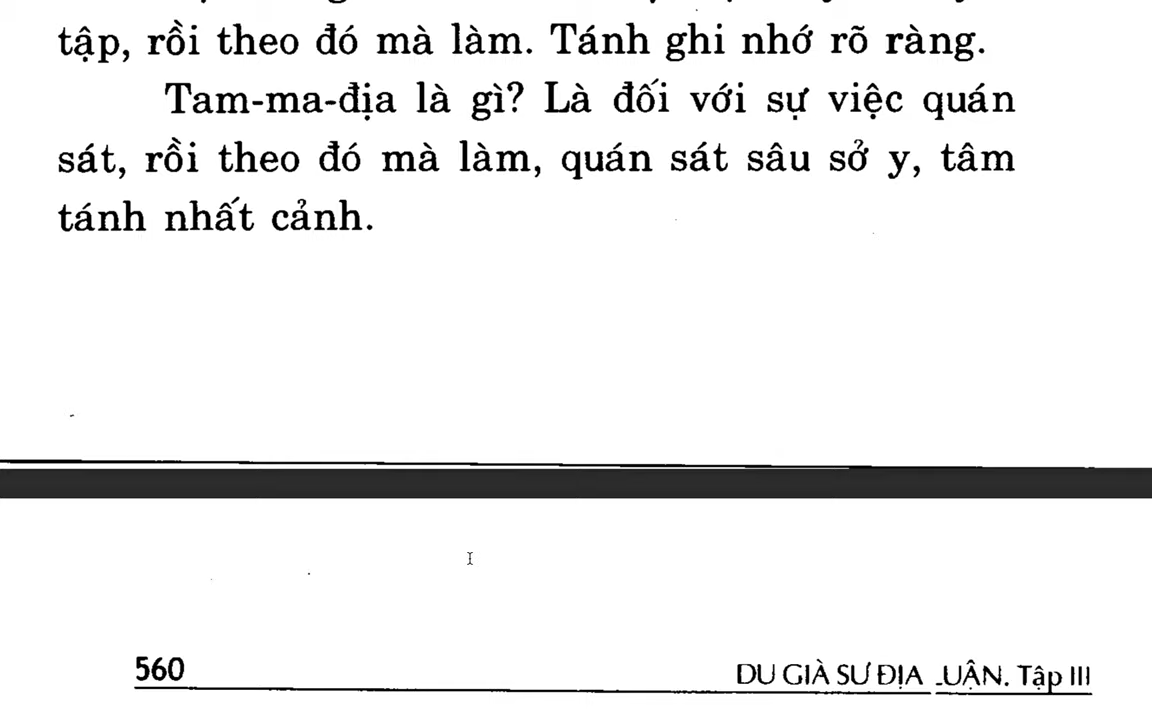 tập, rồi theo đó mà làm. Tánh ghi nhớ rõ ràng.
Tam-ma-địa là gì? Là đối với sự việc quán
sát, rồi theo đó mà làm, quán sát sâu sở y, tâm
tánh nhất cảnh.
560
DU GIÀ SƯ ĐỊA LUẬN. Tập III